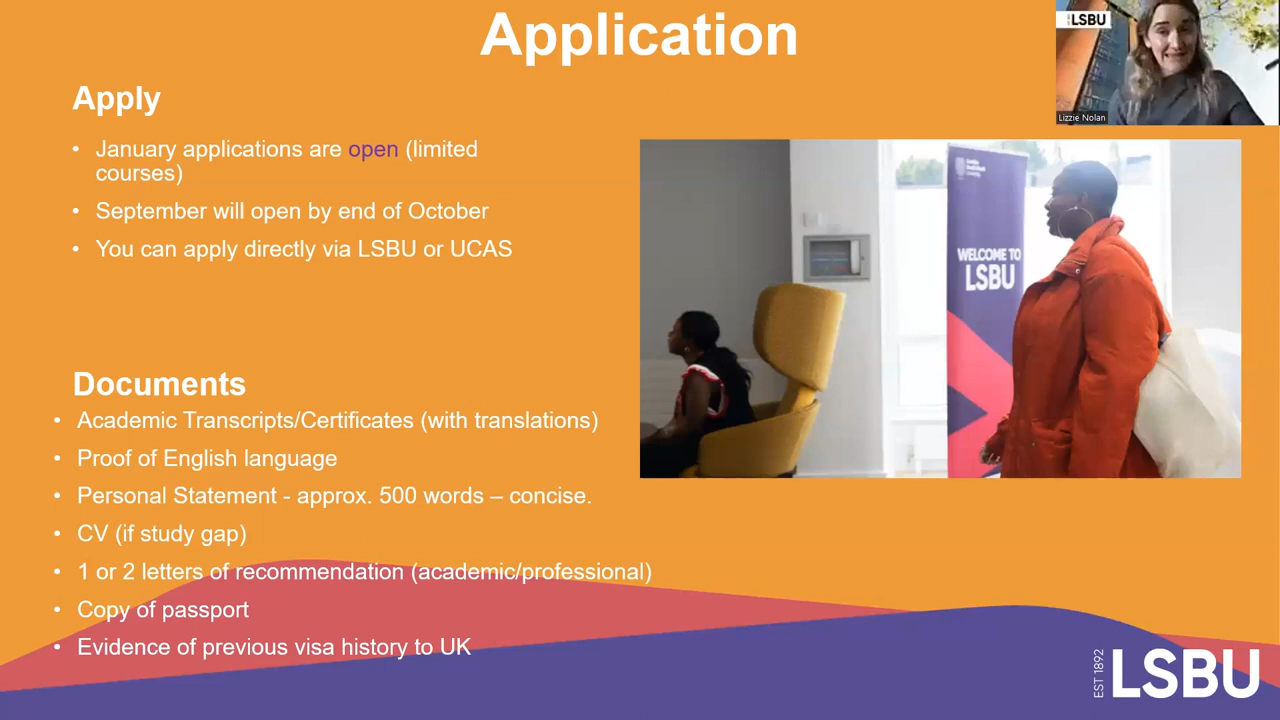 Application
LSBU
Lizzie Nolan
Apply
• January applications are open (limited
courses)
• September will open by end of October
• You can apply directly via LSBU or UCAS
WELCOME TO
LSBU
Documents
• Academic Transcripts/Certificates (with translations)
• Proof of English language
• Personal Statement - approx. 500 words – concise.
• CV (if study gap)
• 1 or 2 letters of recommendation (academic/professional)
• Copy of passport
• Evidence of previous visa history to UK
EST 1892
LSBU